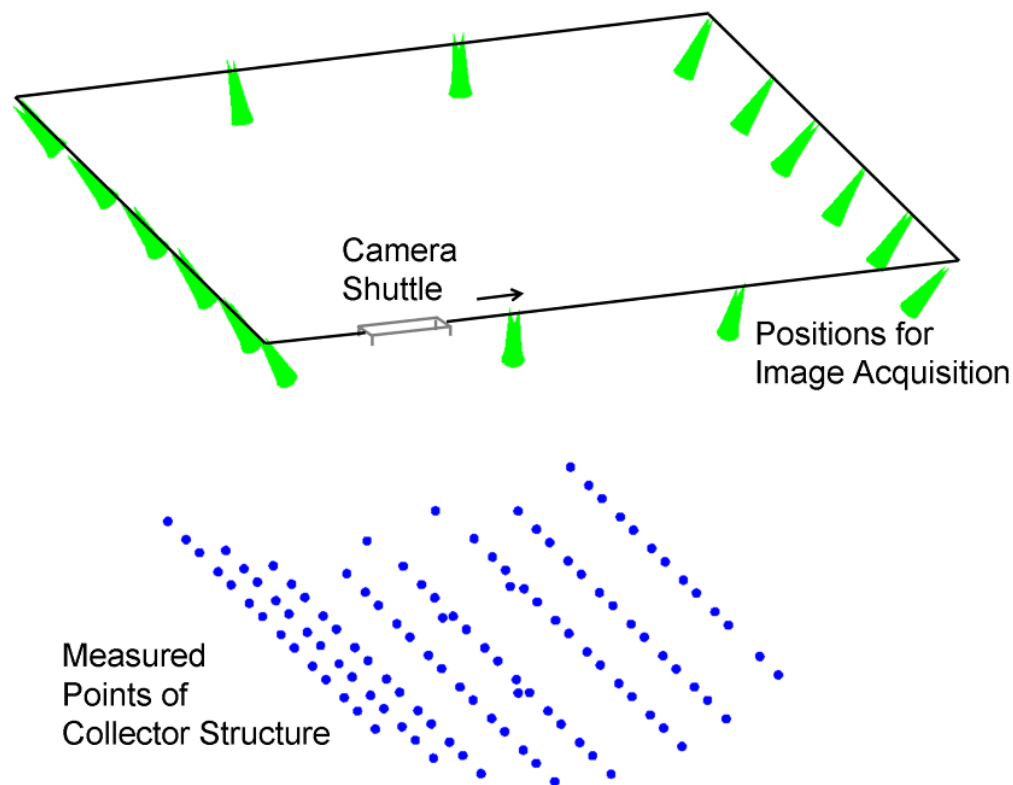 Camera
Shuttle
Positions for
Image Acquisition
Measured
Points of
Collector Structure